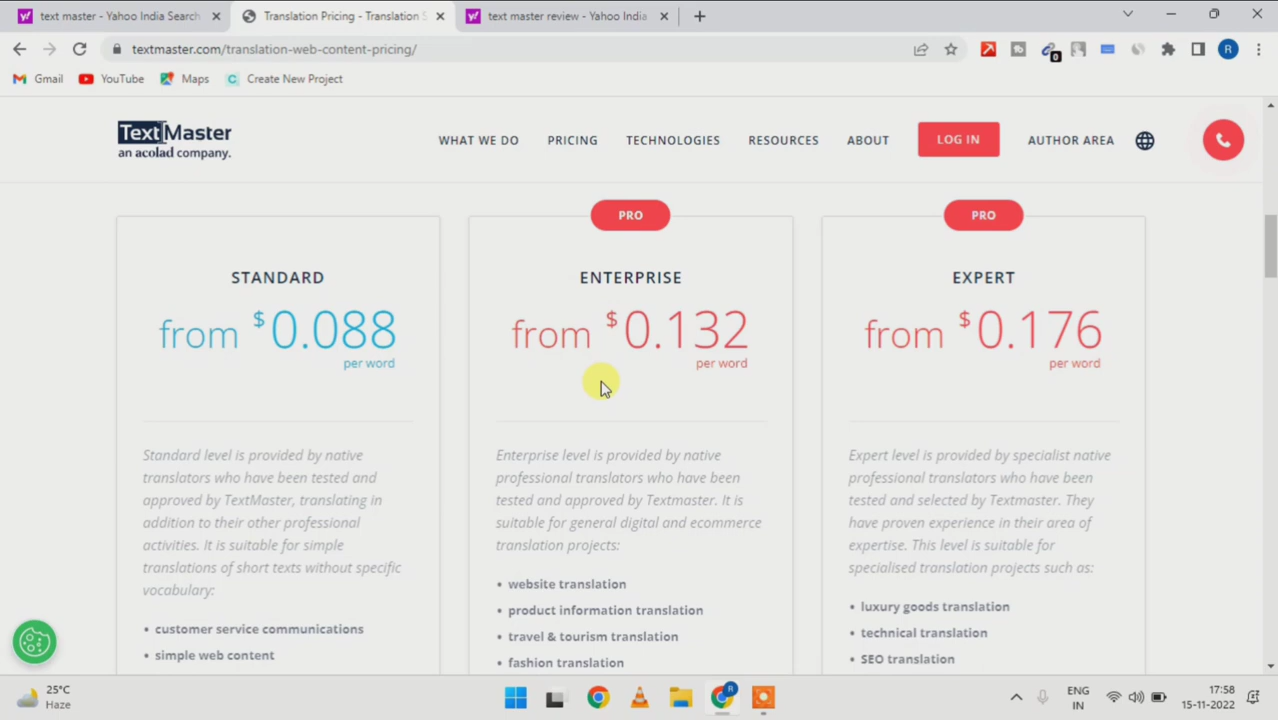 text master - Yahoo India Search
Translation Pricing - Translation S
text master review - Yahoo India
textmaster.com/translation-web-content-pricing/
0
R
Gmail
YouTube
Maps
C
Create New Project
TextMaster
an acolad company.
WHAT WE DO
PRICING
TECHNOLOGIES
RESOURCES
ABOUT
LOG IN
AUTHOR AREA
STANDARD
from $0.088
per word
Standard level is provided by native
translators who have been tested and
approved by TextMaster, translating in
addition to their other professional
activities. It is suitable for simple
translations of short texts without specific
vocabulary:
• customer service communications
• simple web content
PRO
ENTERPRISE
from $0.132
per word
Enterprise level is provided by native
professional translators who have been
tested and approved by Textmaster. It is
suitable for general digital and ecommerce
translation projects:
• website translation
• product information translation
• travel & tourism translation
• fashion translation
PRO
EXPERT
from $0.176
per word
Expert level is provided by specialist native
professional translators who have been
tested and selected by Textmaster. They
have proven experience in their area of
expertise. This level is suitable for
specialised translation projects such as:
• luxury goods translation
• technical translation
• SEO translation
25°C
Haze
R
ENG
IN
17:58
15-11-2022